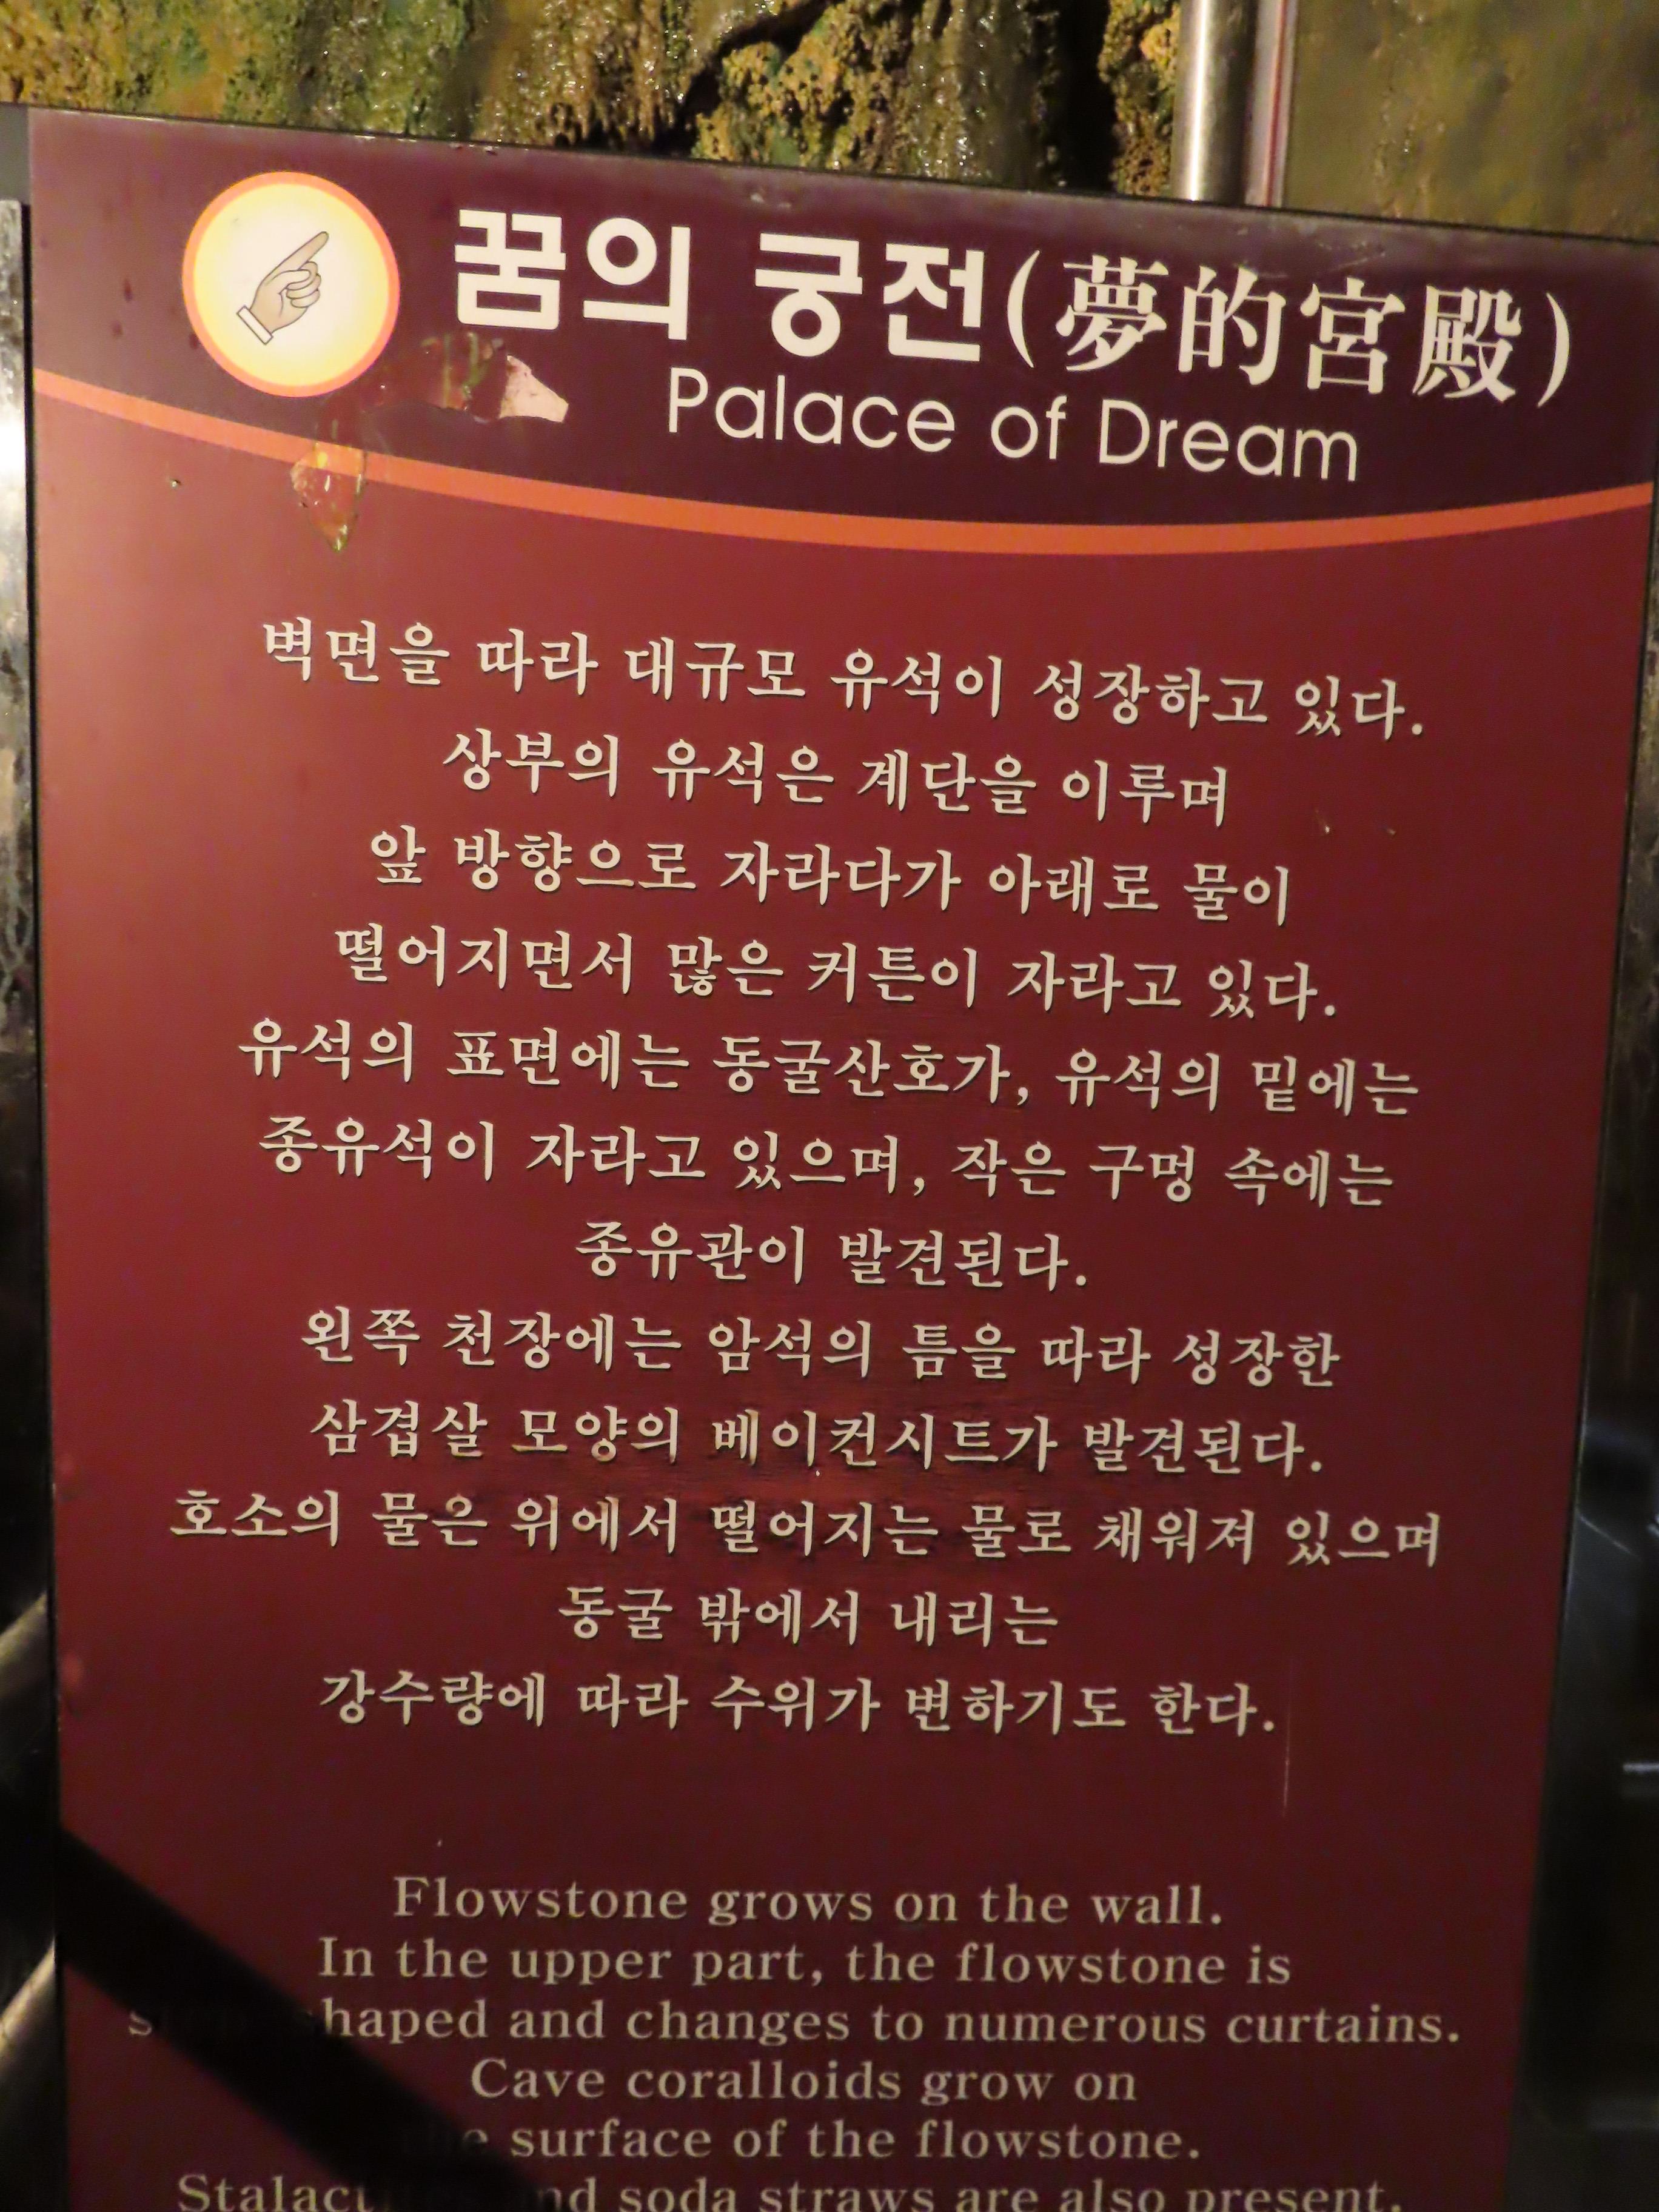 꿈의 궁전(夢的宮殿)
Palace of Dream
벽면을 따라 대규모 유석이 성장하고 있다.
상부의 유석은 계단을 이루며
앞 방향으로 자라다가 아래로 물이
떨어지면서 많은 커튼이 자라고 있다.
유석의 표면에는 동굴산호가, 유석의 밑에는
종유석이 자라고 있으며, 작은 구멍 속에는
종유관이 발견된다.
왼쪽 천장에는 암석의 틈을 따라 성장한
삼겹살 모양의 베이컨시트가 발견된다.
호소의 물은 위에서 떨어지는 물로 채워져 있으며
동굴 밖에서 내리는
강수량에 따라 수위가 변하기도 한다.
Flowstone grows on the wall.
In the upper part, the flowstone is
shaped and changes to numerous curtains.
Cave coralloids grow on
the surface of the flowstone.
Stalactites and soda straws are also present.